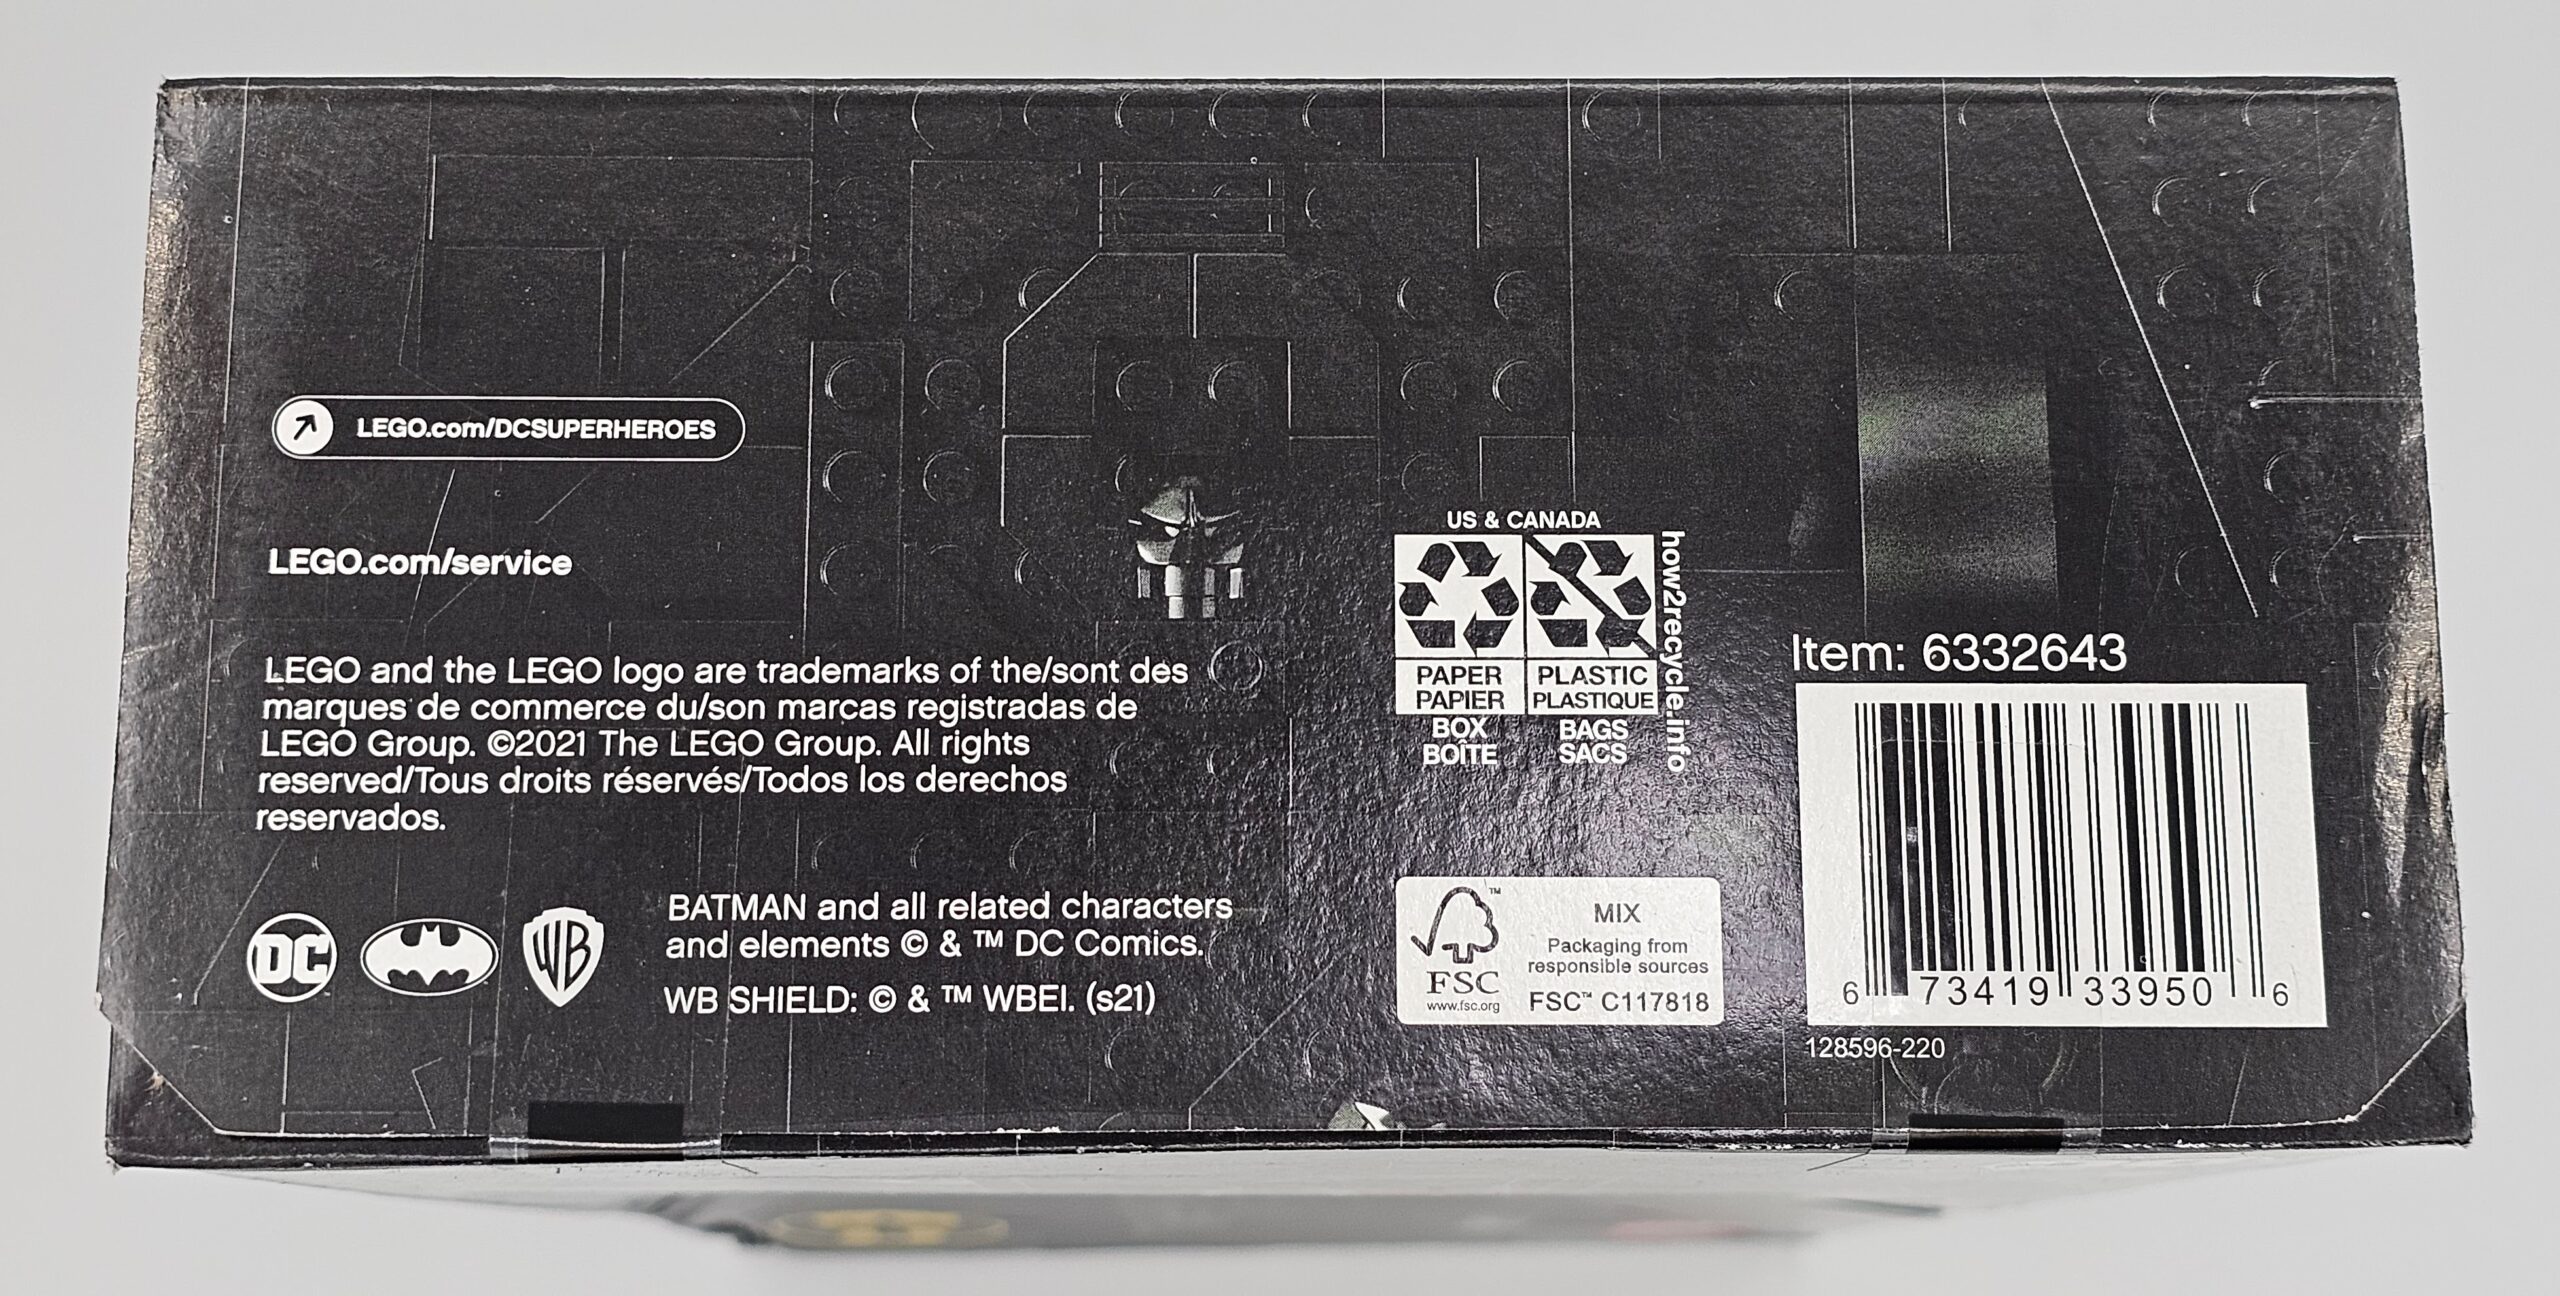 LEGO.com/DCSUPERHEROES
LEGO.com/service
LEGO and the LEGO logo are trademarks of the/sont des
marques de commerce du/son marcas registradas de
LEGO Group. ©2021 The LEGO Group. All rights
reserved/Tous droits réservés/Todos los derechos
reservados.
DC
WB
BATMAN and all related characters
and elements © & ™ DC Comics.
WB SHIELD: © & ™ WBEI. (s21)
US & CANADA
PAPER
PAPIER
BOX
BOÎTE
PLASTIC
PLASTIQUE
BAGS
SACS
how2recycle.info
™
FSC
www.fsc.org
MIX
Packaging from
responsible sources
FSC™ C117818
Item: 6332643
6 73419 33950 6
128596-220